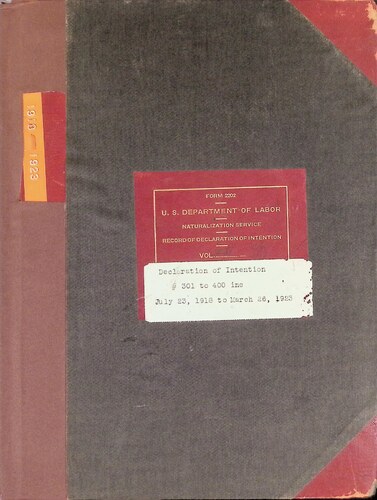 1918 - 1923
FORM 2202
U. S. DEPARTMENT OF LABOR
NATURALIZATION SERVICE
RECORD OF DECLARATION OF INTENTION
VOL.
Declaration of Intention
# 301 to 400 inc
July 23, 1918 to March 26, 1923